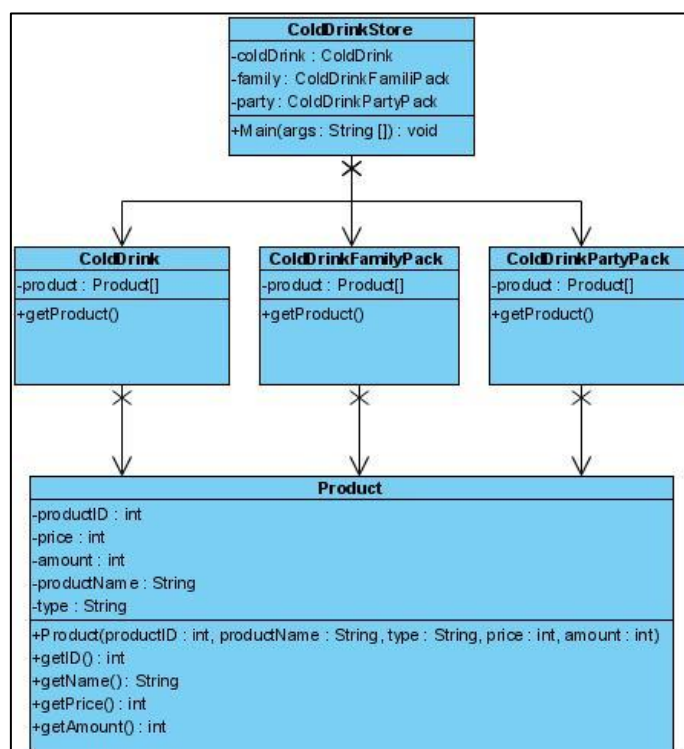 ColdDrinkStore
-coldDrink : ColdDrink
-family : ColdDrinkFamiliPack
-party : ColdDrinkPartyPack
+Main(args : String []) : void
ColdDrink
-product : Product[]
+getProduct()
ColdDrinkFamilyPack
-product : Product[]
+getProduct()
ColdDrinkPartyPack
-product : Product[]
+getProduct()
Product
-productID : int
-price : int
-amount : int
-productName : String
-type : String
+Product(productID : int, productName : String, type : String, price : int, amount : int)
+getID() : int
+getName() : String
+getPrice() : int
+getAmount() : int